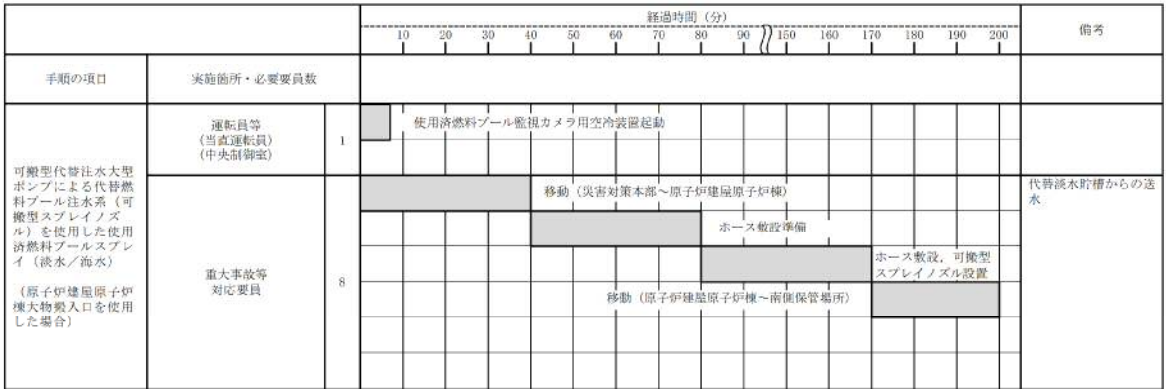 経過時間（分）
備考
10 20 30 40 50 60 70 80 90 150 160 170 180 190 200
手順の項目
実施箇所・必要要員数
可搬型代替注水大型
ポンプによる代替燃
料プール注水系（可
搬型スプレイノズ
ル）を使用した使用
済燃料プールスプレ
イ（淡水／海水）
（原子炉建屋原子炉
棟大物搬入口を使用
した場合）
運転員等
（当直運転員）
（中央制御室）
1
使用済燃料プール監視カメラ用空冷装置起動
重大事故等
対応要員
8
移動（災害対策本部～原子炉建屋原子炉棟）
ホース敷設準備
ホース敷設，可搬型
スプレイノズル設置
移動（原子炉建屋原子炉棟～南側保管場所）
代替淡水貯槽からの送
水